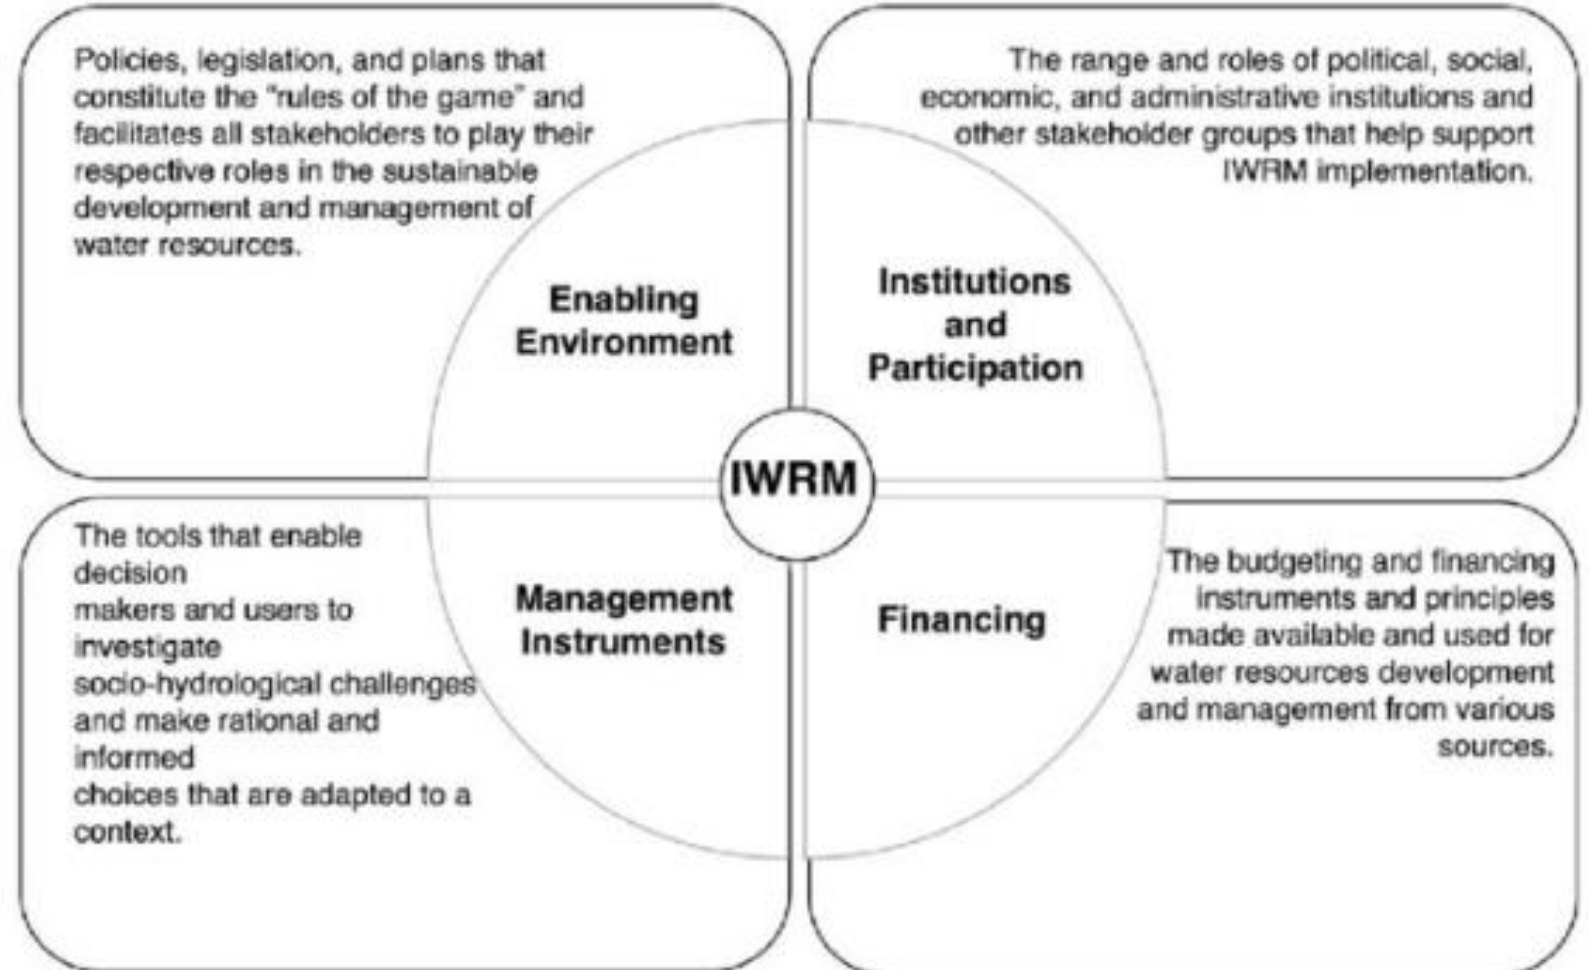 Policies, legislation, and plans that
constitute the “rules of the game” and
facilitates all stakeholders to play their
respective roles in the sustainable
development and management of
water resources.
The range and roles of political, social,
economic, and administrative institutions and
other stakeholder groups that help support
IWRM implementation.
Enabling
Environment
Institutions
and
Participation
IWRM
The tools that enable
decision
makers and users to
investigate
socio-hydrological challenges
and make rational and
informed
choices that are adapted to a
context.
Management
Instruments
Financing
The budgeting and financing
instruments and principles
made available and used for
water resources development
and management from various
sources.